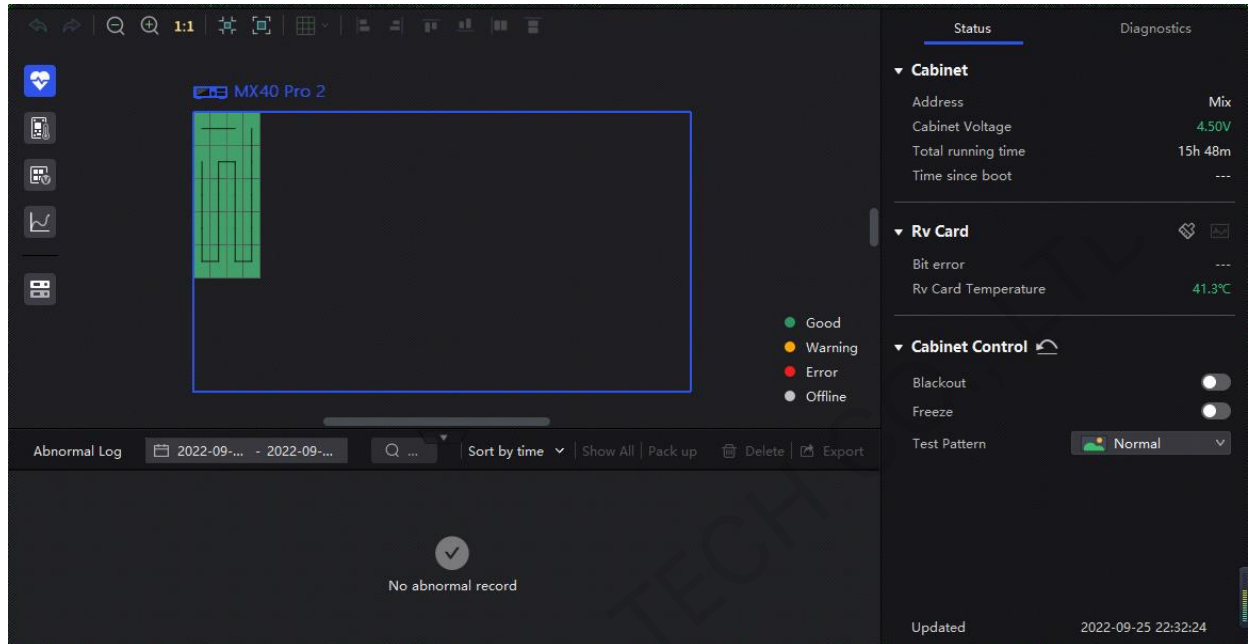 1:1
Status
Diagnostics
MX40 Pro 2
Good
Warning
Error
Offline
Abnormal Log
2022-09-... - 2022-09-...
...
Sort by time
Show All
Pack up
Delete
Export
No abnormal record
Cabinet
Address Mix
Cabinet Voltage 4.50V
Total running time 15h 48m
Time since boot ---
Rv Card
Bit error ---
Rv Card Temperature 41.3℃
Cabinet Control
Blackout
Freeze
Test Pattern Normal
Updated 2022-09-25 22:32:24
TECH